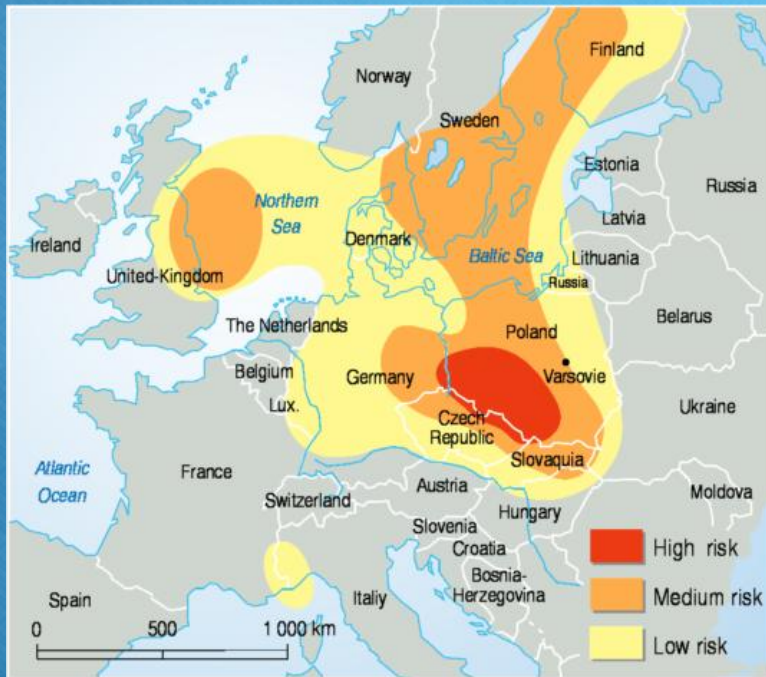 Finland
Norway
Sweden
Estonia
Russia
Northern
Sea
Latvia
Ireland
Denmark
Baltic Sea
Lithuania
United-Kingdom
Russia
Belarus
The Netherlands
Poland
Belgium
Germany
Varsovie
Lux.
Czech
Republic
Ukraine
Slovaquia
Atlantic
Ocean
France
Austria
Switzerland
Hungary
Moldova
Slovenia
Croatia
Bosnia-
Herzegovina
Spain
Italiy
High risk
Medium risk
Low risk
0 500 1 000 km